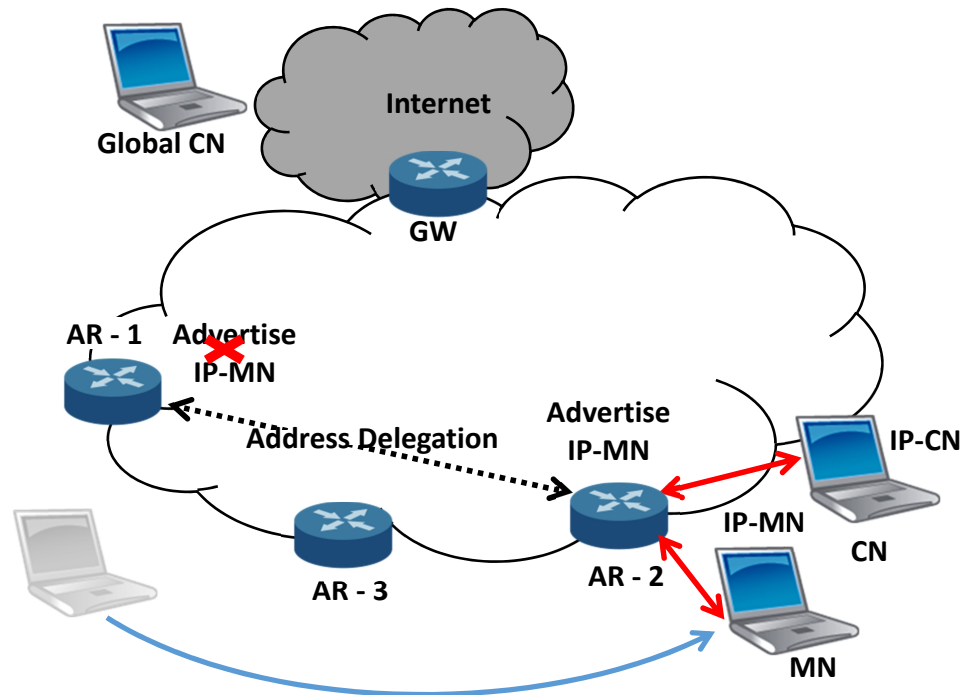 Internet
Global CN
GW
AR - 1
Advertise
IP-MN
Address Delegation
Advertise
IP-MN
IP-CN
IP-MN
CN
AR - 3
AR - 2
MN